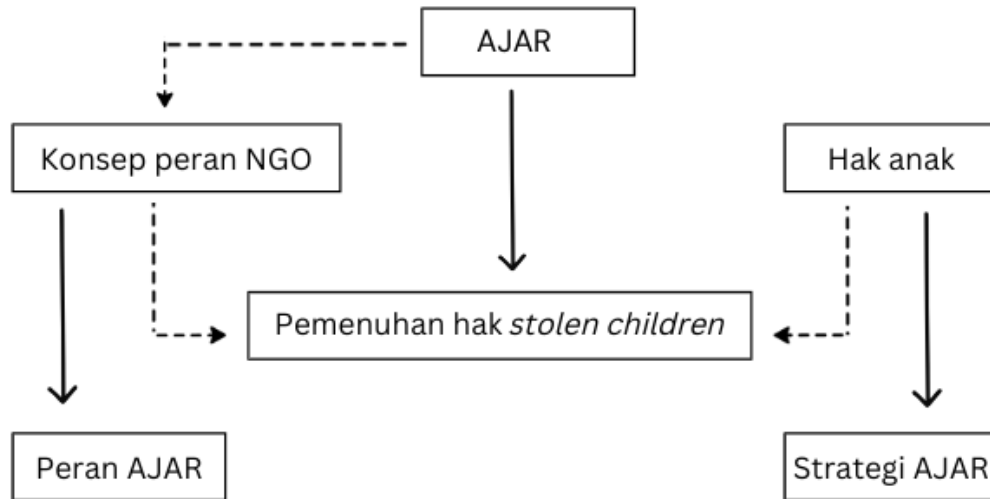 AJAR
Konsep peran NGO
Hak anak
Pemenuhan hak stolen children
Peran AJAR
Strategi AJAR